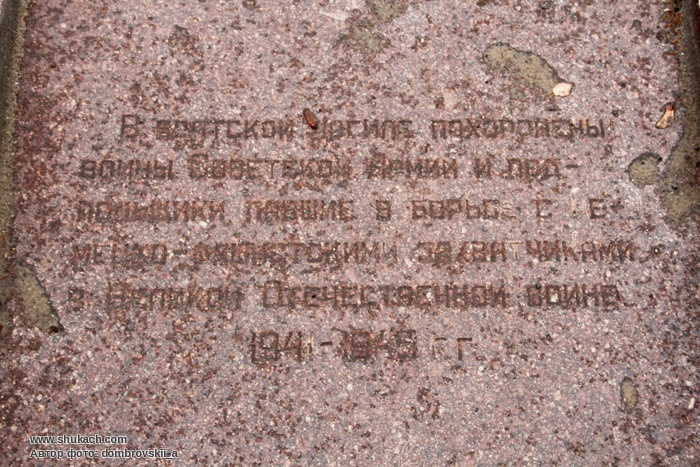 В братской могиле похоронены
воины Советской Армии и под-
польщики павшие в борьбе с не-
мецко-фашистскими захватчиками
в Великой Отечественной войне
1941-1945 гг.
www.shukach.com
Автор фото: dombrovskii_a